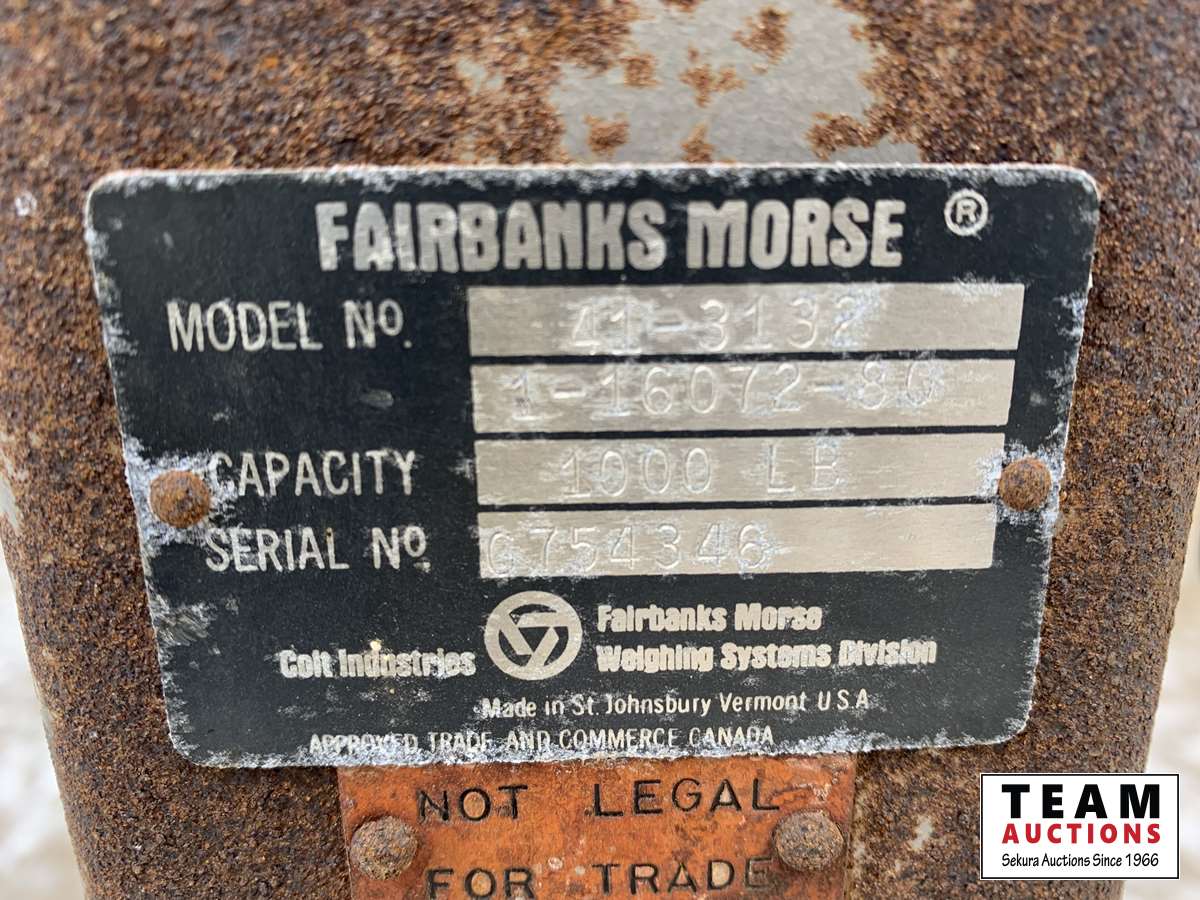 FAIRBANKS MORSE ®
MODEL Nº. 41-3132
1-16072-8G
CAPACITY 1000 LB
SERIAL Nº. C754346
Colt Industries
Fairbanks Morse
Weighing Systems Division
Made in St. Johnsbury Vermont U S A
APPROVED TRADE AND COMMERCE CANADA
NOT LEGAL
FOR TRADE
TEAM
AUCTIONS
Sekura Auctions Since 1966